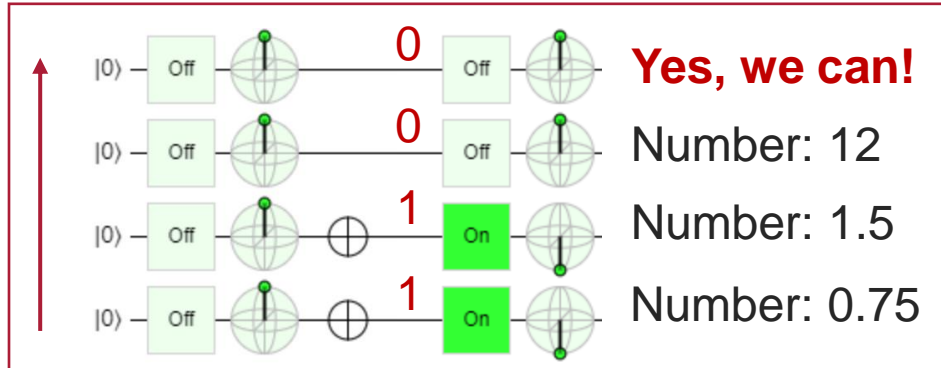 0
|0⟩ Off Off Yes, we can!
0
|0⟩ Off Off Number: 12
1
|0⟩ Off On Number: 1.5
1
|0⟩ Off On Number: 0.75